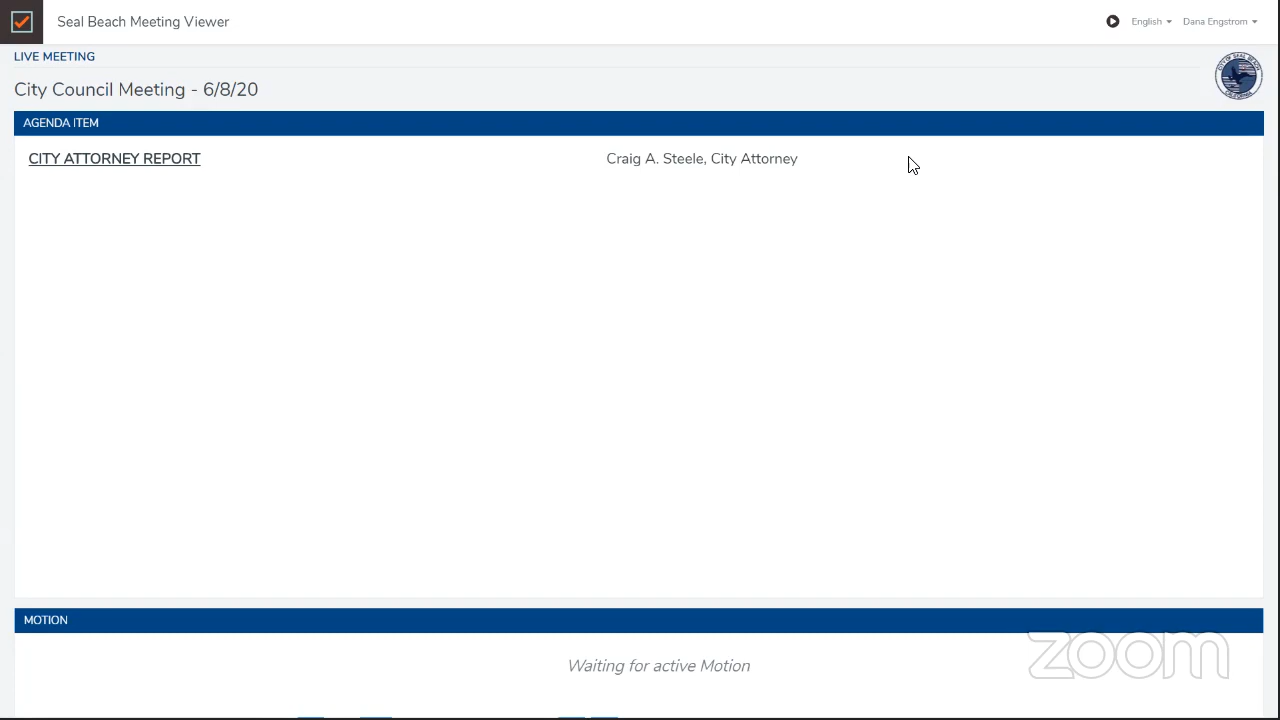 Seal Beach Meeting Viewer
English
Dana Engstrom
LIVE MEETING
City Council Meeting - 6/8/20
AGENDA ITEM
CITY ATTORNEY REPORT
Craig A. Steele, City Attorney
MOTION
Waiting for active Motion
zoom